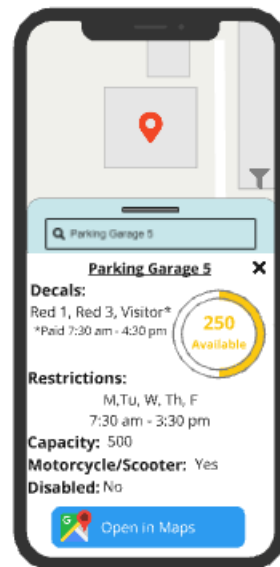 Parking Garage 5
Parking Garage 5
Decals:
Red 1, Red 3, Visitor*
*Paid 7:30 am - 4:30 pm
250
Available
Restrictions:
M,Tu, W, Th, F
7:30 am - 3:30 pm
Capacity: 500
Motorcycle/Scooter: Yes
Disabled: No
G
Open in Maps